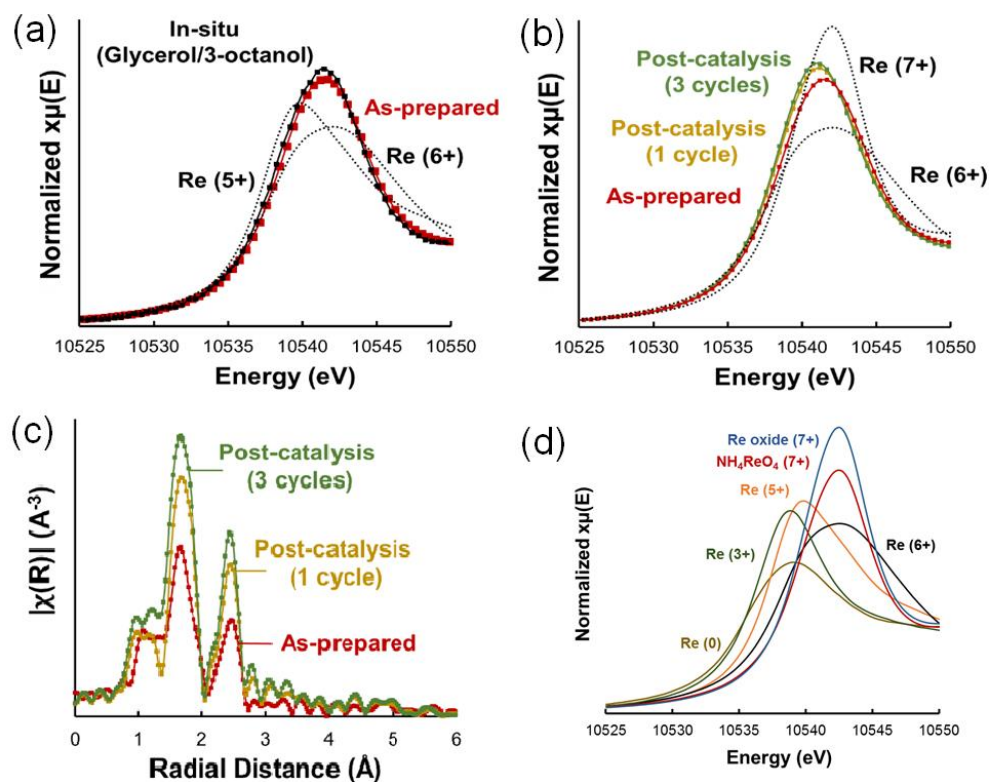 (a)
In-situ
(Glycerol/3-octanol)
As-prepared
Re (5+)
Re (6+)
Normalized xμ(E)
10525 10530 10535 10540 10545 10550
Energy (eV)
(b)
Post-catalysis
(3 cycles)
Re (7+)
Post-catalysis
(1 cycle)
As-prepared
Re (6+)
Normalized xμ(E)
10525 10530 10535 10540 10545 10550
Energy (eV)
(c)
Post-catalysis
(3 cycles)
Post-catalysis
(1 cycle)
As-prepared
|χ(R)| (A⁻³)
0 1 2 3 4 5 6
Radial Distance (Å)
(d)
Re oxide (7+)
NH₄ReO₄ (7+)
Re (5+)
Re (3+)
Re (6+)
Re (0)
Normalized xμ(E)
10525 10530 10535 10540 10545 10550
Energy (eV)